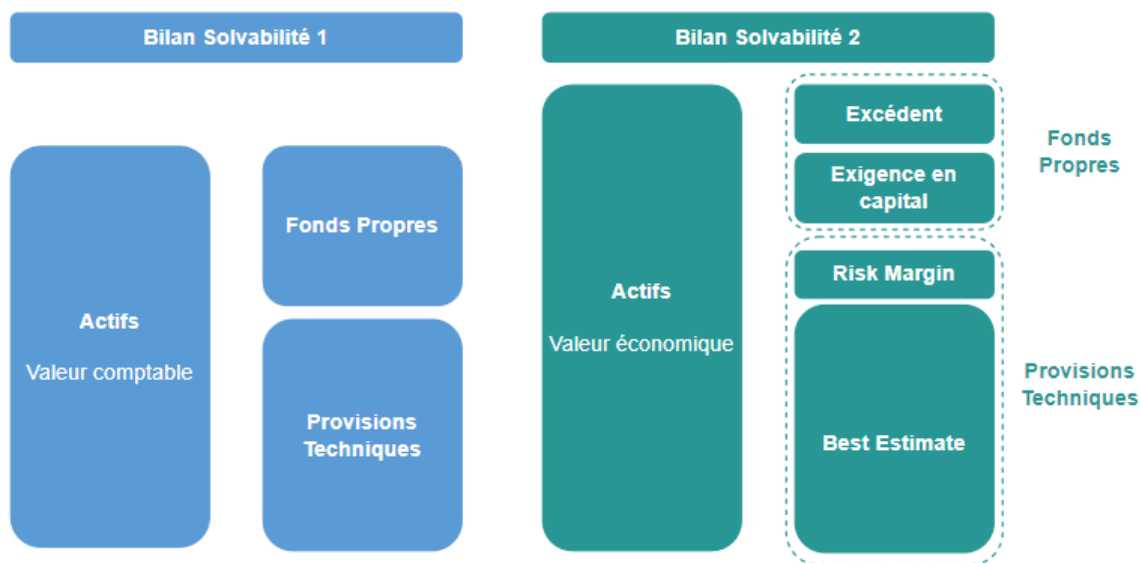 Bilan Solvabilité 1
Actifs
Valeur comptable
Fonds Propres
Provisions
Techniques
Bilan Solvabilité 2
Actifs
Valeur économique
Excédent
Exigence en
capital
Fonds
Propres
Risk Margin
Best Estimate
Provisions
Techniques